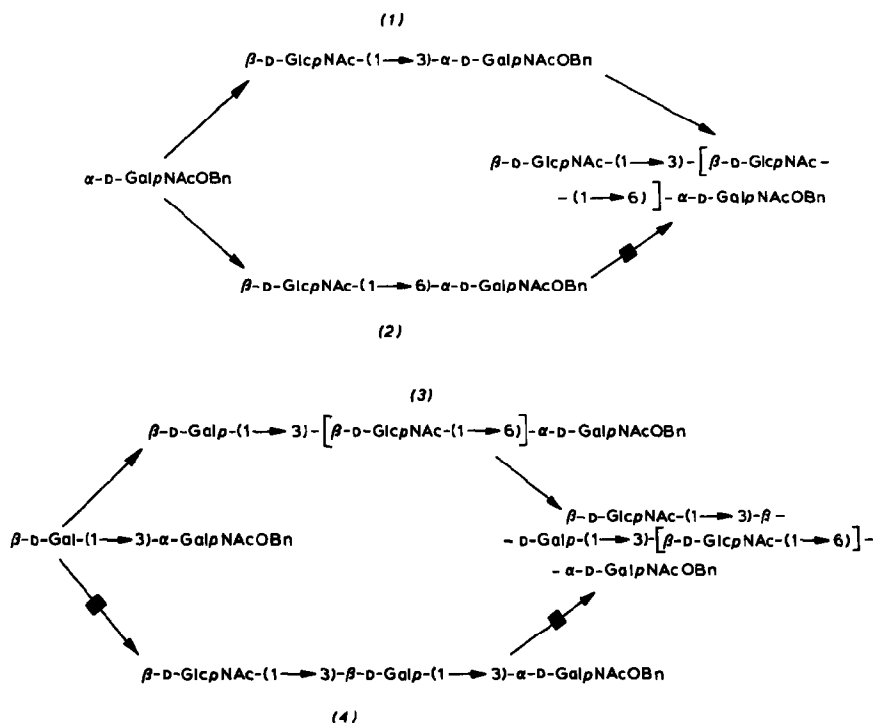 (1)
β-D-GlcpNAc-(1→3)-α-D-GalpNAcOBn
α-D-GalpNAcOBn
β-D-GlcpNAc-(1→3)-[β-D-GlcpNAc-
-(1→6)]-α-D-GalpNAcOBn
β-D-GlcpNAc-(1→6)-α-D-GalpNAcOBn
(2)
(3)
β-D-Galp-(1→3)-[β-D-GlcpNAc-(1→6)]-α-D-GalpNAcOBn
β-D-Gal-(1→3)-α-GalpNAcOBn
β-D-GlcpNAc-(1→3)-β-
-D-Galp-(1→3)-[β-D-GlcpNAc-(1→6)]-
-α-D-GalpNAcOBn
β-D-GlcpNAc-(1→3)-β-D-Galp-(1→3)-α-D-GalpNAcOBn
(4)